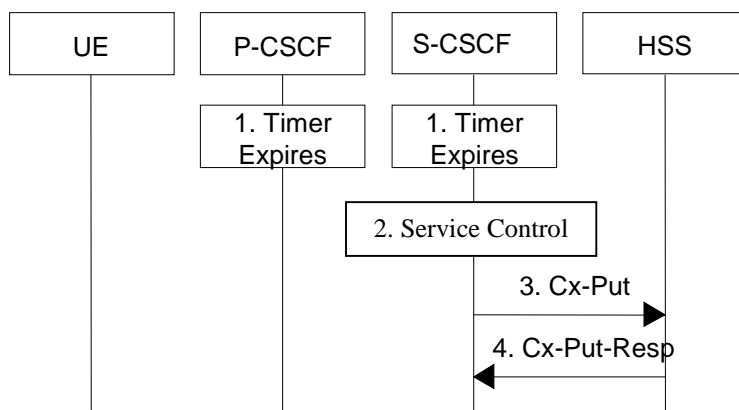 UE
P-CSCF
S-CSCF
HSS
1. Timer
Expires
1. Timer
Expires
2. Service Control
3. Cx-Put
4. Cx-Put-Resp